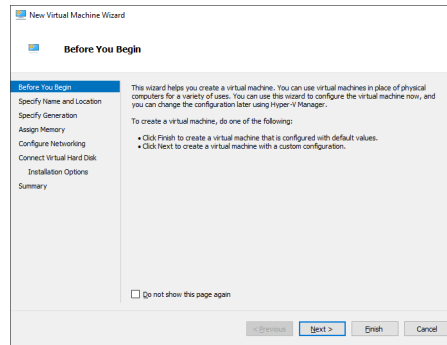 New Virtual Machine Wizard
Before You Begin
Before You Begin
Specify Name and Location
Specify Generation
Assign Memory
Configure Networking
Connect Virtual Hard Disk
Installation Options
Summary
This wizard helps you create a virtual machine. You can use virtual machines in place of physical
computers for a variety of uses. You can use this wizard to configure the virtual machine now, and
you can change the configuration later using Hyper-V Manager.
To create a virtual machine, do one of the following:
• Click Finish to create a virtual machine that is configured with default values.
• Click Next to create a virtual machine with a custom configuration.
Do not show this page again
< Previous
Next >
Finish
Cancel